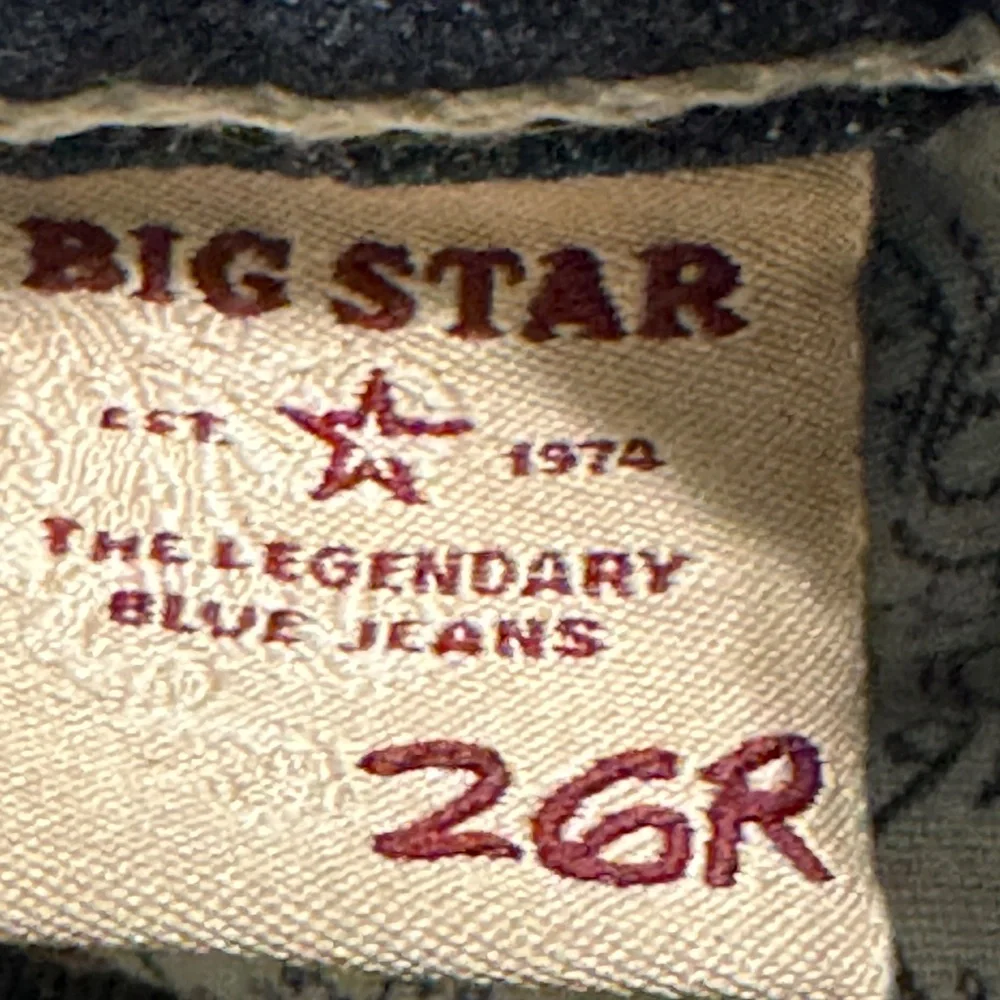 BIG STAR
EST. 1974
THE LEGENDARY
BLUE JEANS
26R